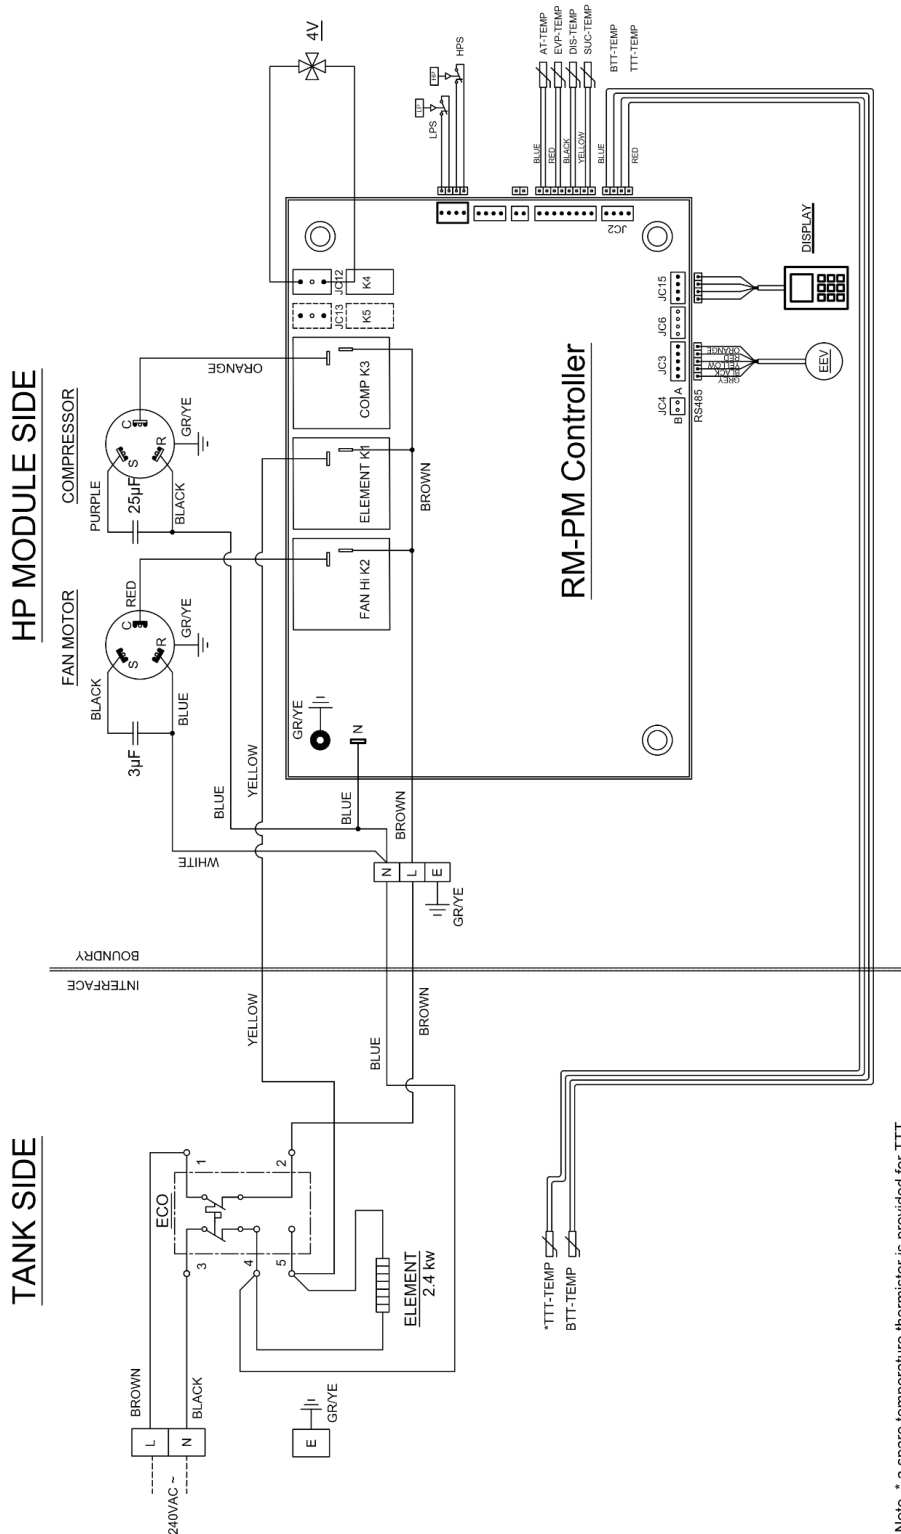 TANK SIDE
HP MODULE SIDE
240VAC ~
L
N
BROWN
BLACK
E
GR/YE
ECO
1
2
3
4
5
ELEMENT
2.4 kw
*TTT-TEMP
BTT-TEMP
YELLOW
BLUE
BROWN
INTERFACE
BOUNDRY
N
L
E
GR/YE
WHITE
BLUE
YELLOW
BLUE
BROWN
FAN MOTOR
3µF
BLACK
BLUE
S
C
R
RED
GR/YE
COMPRESSOR
25µF
PURPLE
BLACK
S
C
R
GR/YE
ORANGE
4V
GR/YE
N
FAN Hi K2
ELEMENT K1
COMP K3
BROWN
JC13
K5
JC12
K4
RM-PM Controller
LPS
LP
HPS
HP
AT-TEMP
EVP-TEMP
DIS-TEMP
SUC-TEMP
BTT-TEMP
TTT-TEMP
BLUE
RED
BLACK
YELLOW
BLUE
RED
JC2
JC4
B
A
RS485
JC3
JC6
JC15
GREY
BLACK
YELLOW
RED
ORANGE
EEV
DISPLAY
Note. * a spare temperature thermistor is provided for TTT